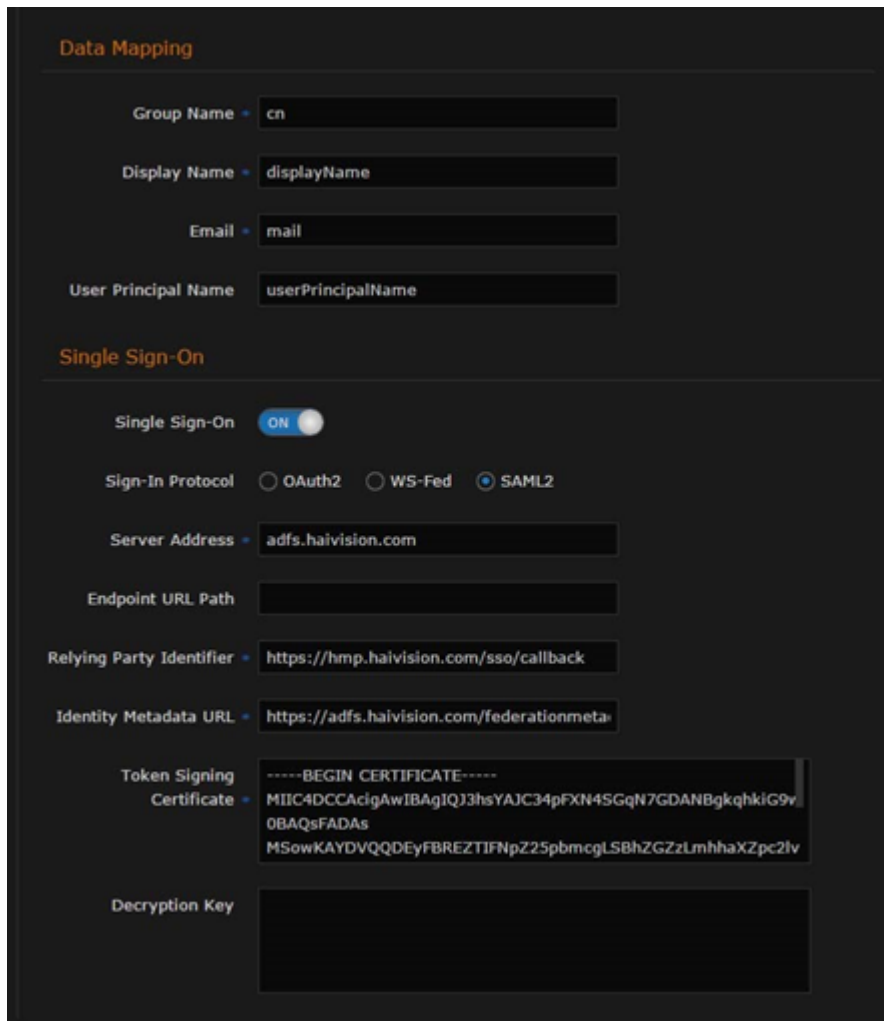 Data Mapping
Group Name cn
Display Name displayName
Email mail
User Principal Name userPrincipalName
Single Sign-On
Single Sign-On ON
Sign-In Protocol OAuth2 WS-Fed SAML2
Server Address adfs.haivision.com
Endpoint URL Path
Relying Party Identifier https://hmp.haivision.com/sso/callback
Identity Metadata URL https://adfs.haivision.com/federationmeta
Token Signing Certificate
-----BEGIN CERTIFICATE-----
MIIC4DCCAcigAwIBAgIQJ3hsYAJC34pFXN4SGqN7GDANBgkqhkiG9w
0BAQsFADAs
MSowKAYDVQQDEyFBREZTIFNpZ25pbmcgLSBhZGZzLmhhaXZpc2lv
Decryption Key